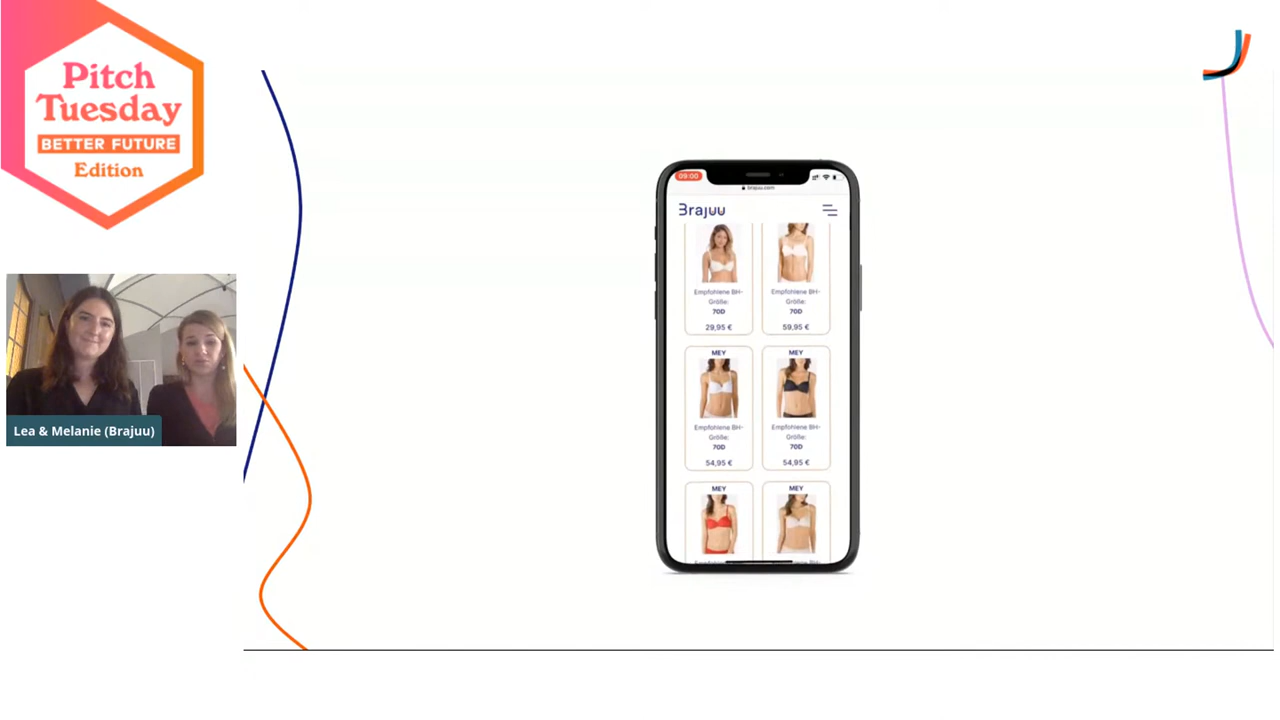 Pitch
Tuesday
BETTER FUTURE
Edition
Lea & Melanie (Brajuu)
09:00
brajuu.com
Brajuu
Empfohlene BH-
Größe:
70D
29,95 €
Empfohlene BH-
Größe:
70D
59,95 €
MEY
Empfohlene BH-
Größe:
70D
54,95 €
MEY
Empfohlene BH-
Größe:
70D
54,95 €
MEY
MEY